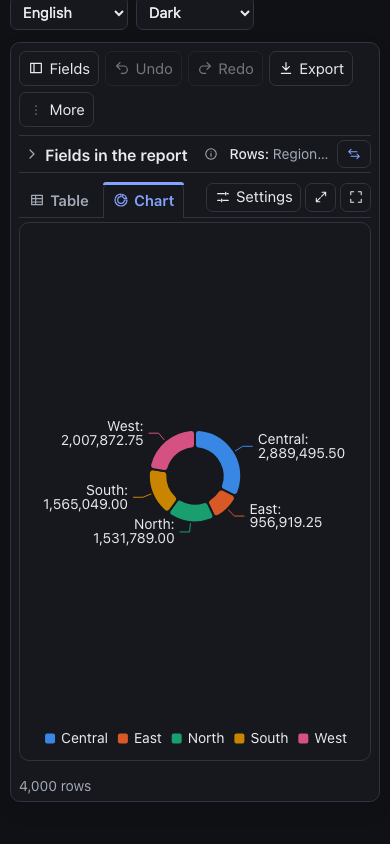 English Dark
Fields Undo Redo Export
More
Fields in the report Rows: Region...
Table Chart Settings
West:
2,007,872.75
Central:
2,889,495.50
South:
1,565,049.00
East:
956,919.25
North:
1,531,789.00
Central East North South West
4,000 rows